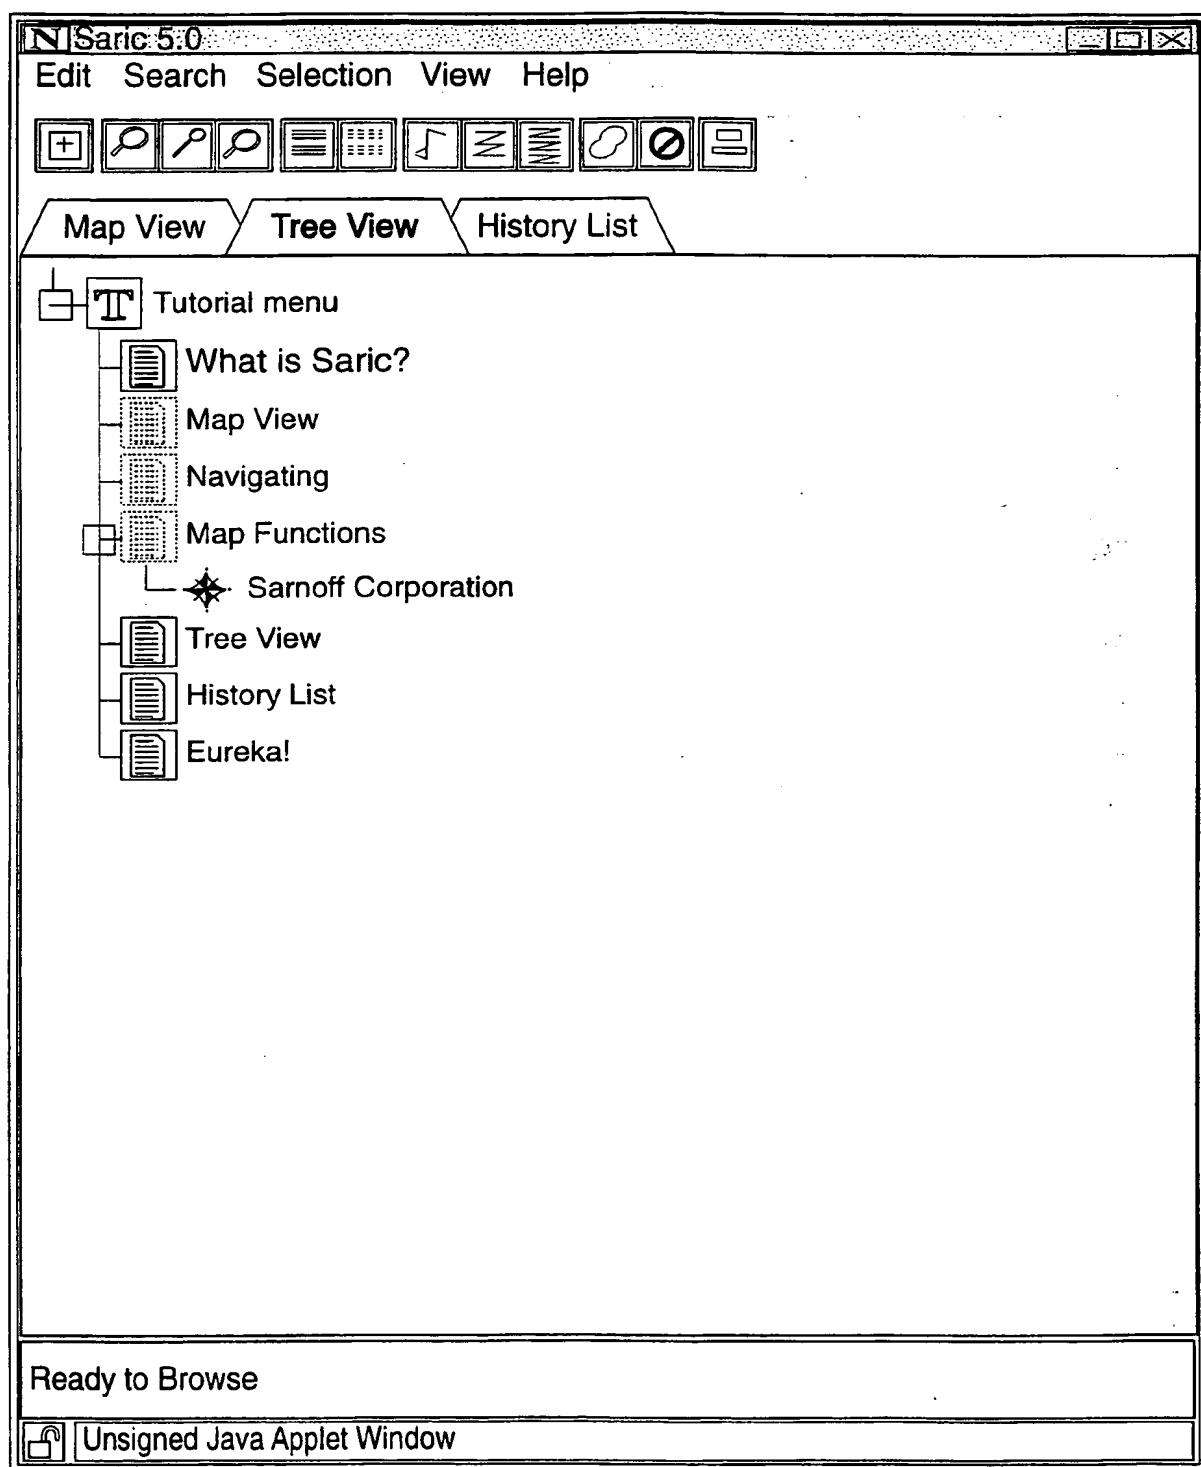 N Saric 5.0
Edit Search Selection View Help
Map View Tree View History List
T Tutorial menu
What is Saric?
Map View
Navigating
Map Functions
Sarnoff Corporation
Tree View
History List
Eureka!
Ready to Browse
Unsigned Java Applet Window